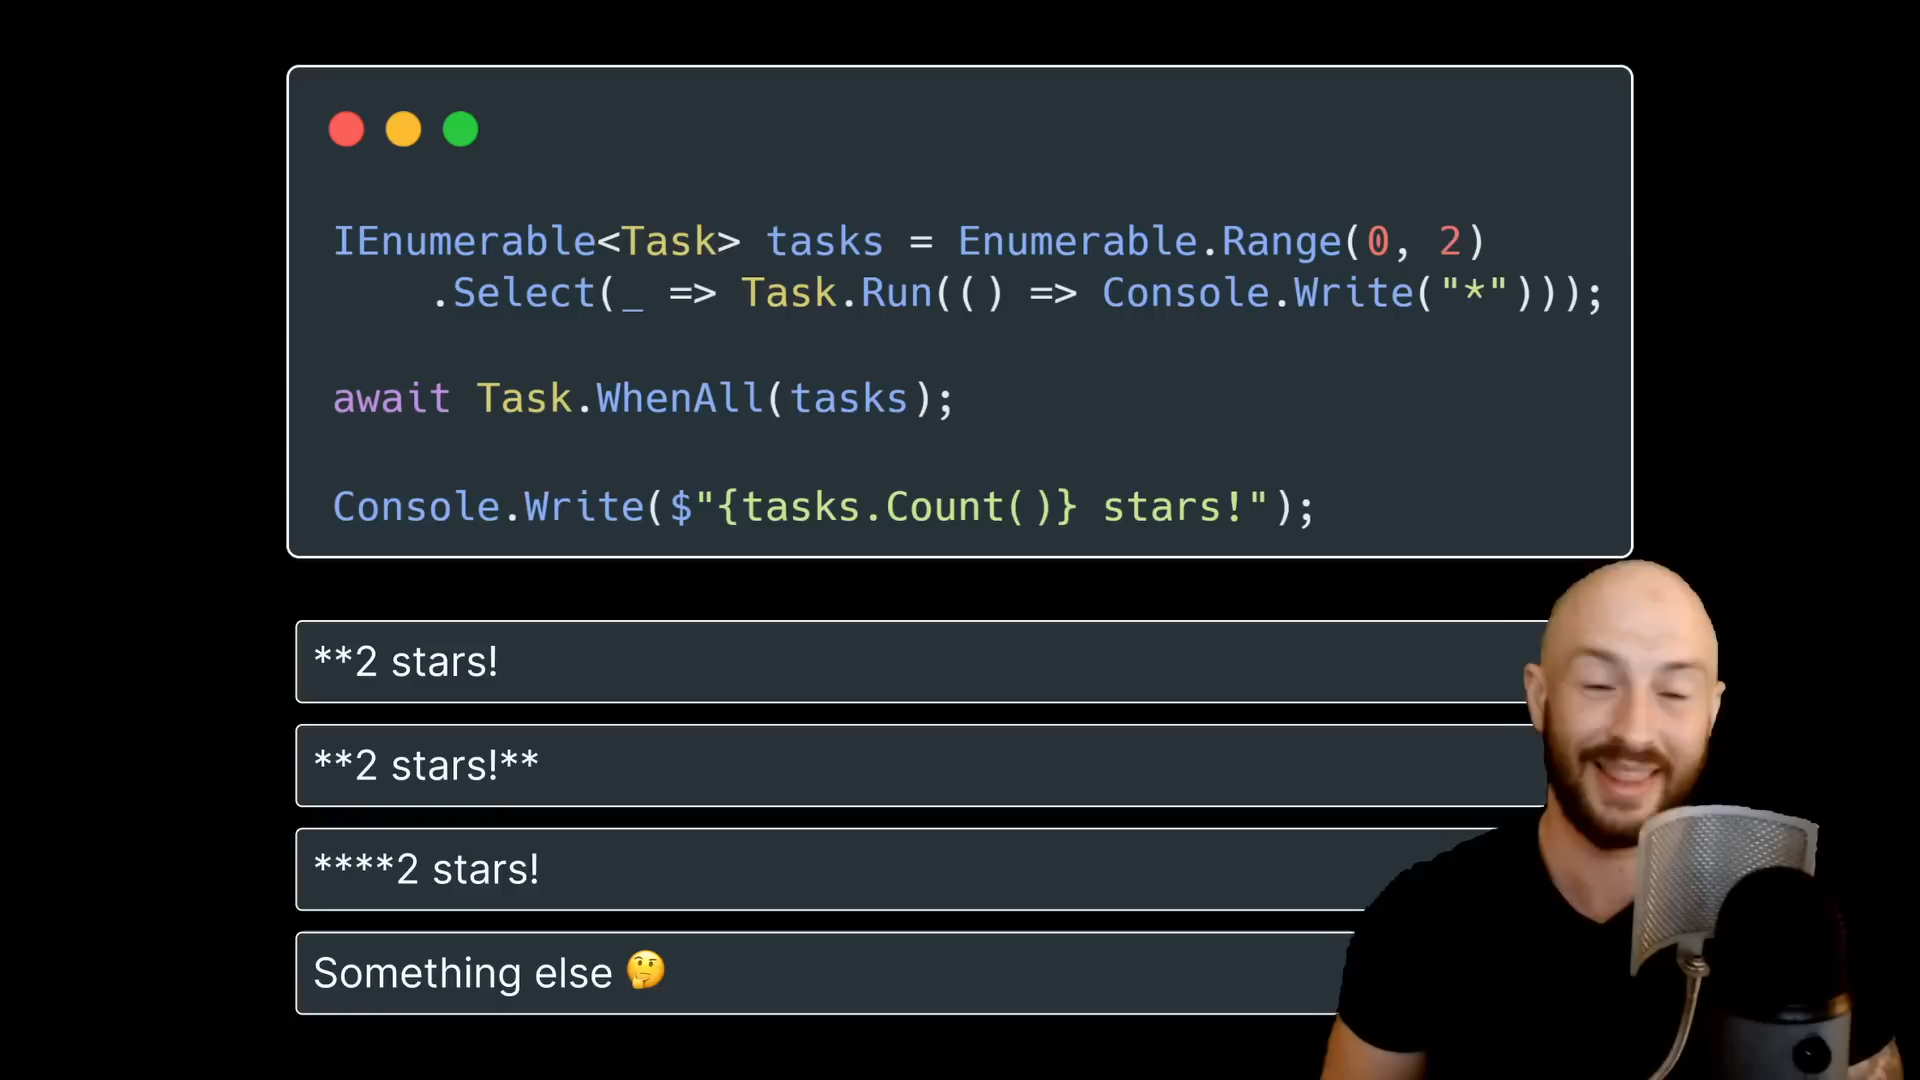 IEnumerable<Task> tasks = Enumerable.Range(0, 2)
.Select(_ => Task.Run(() => Console.Write("*")));
await Task.WhenAll(tasks);
Console.Write($"{tasks.Count()} stars!");
**2 stars!
**2 stars!**
****2 stars!
Something else 🤔